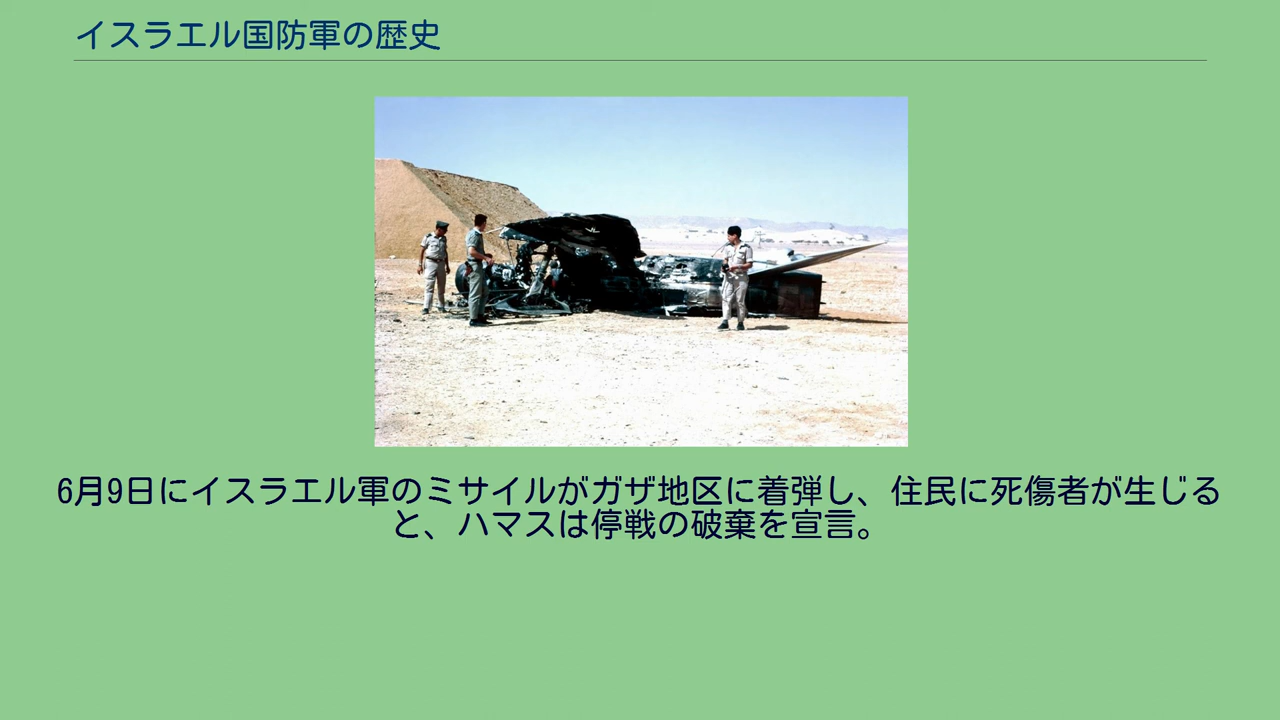 イスラエル国防軍の歴史
6月9日にイスラエル軍のミサイルがガザ地区に着弾し、住民に死傷者が生じる
と、ハマスは停戦の破棄を宣言。